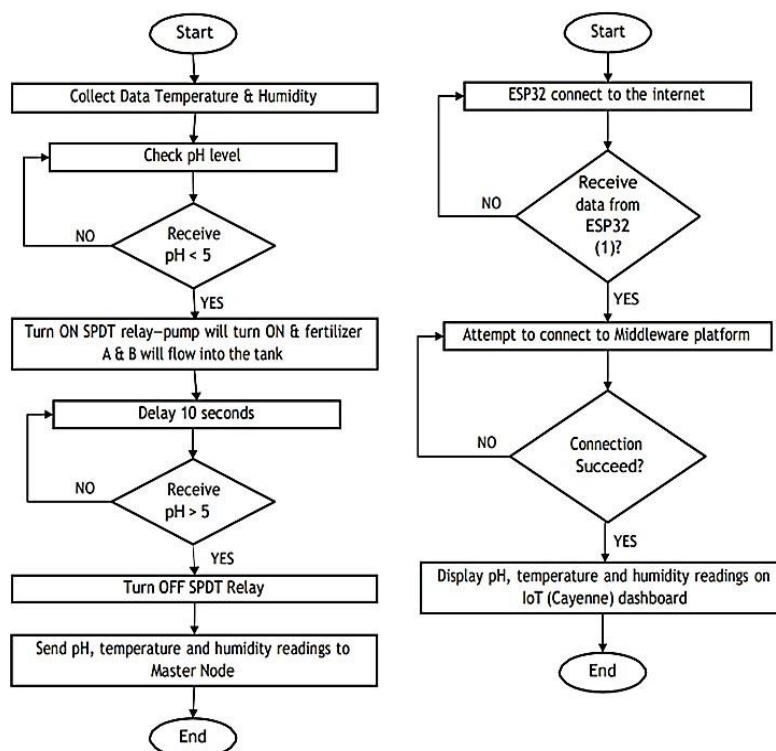 Start
Collect Data Temperature & Humidity
Check pH level
Receive
pH < 5
NO
YES
Turn ON SPDT relay–pump will turn ON & fertilizer
A & B will flow into the tank
Delay 10 seconds
Receive
pH > 5
NO
YES
Turn OFF SPDT Relay
Send pH, temperature and humidity readings to
Master Node
End
Start
ESP32 connect to the internet
Receive
data from
ESP32
(1)?
NO
YES
Attempt to connect to Middleware platform
Connection
Succeed?
NO
YES
Display pH, temperature and humidity readings on
IoT (Cayenne) dashboard
End